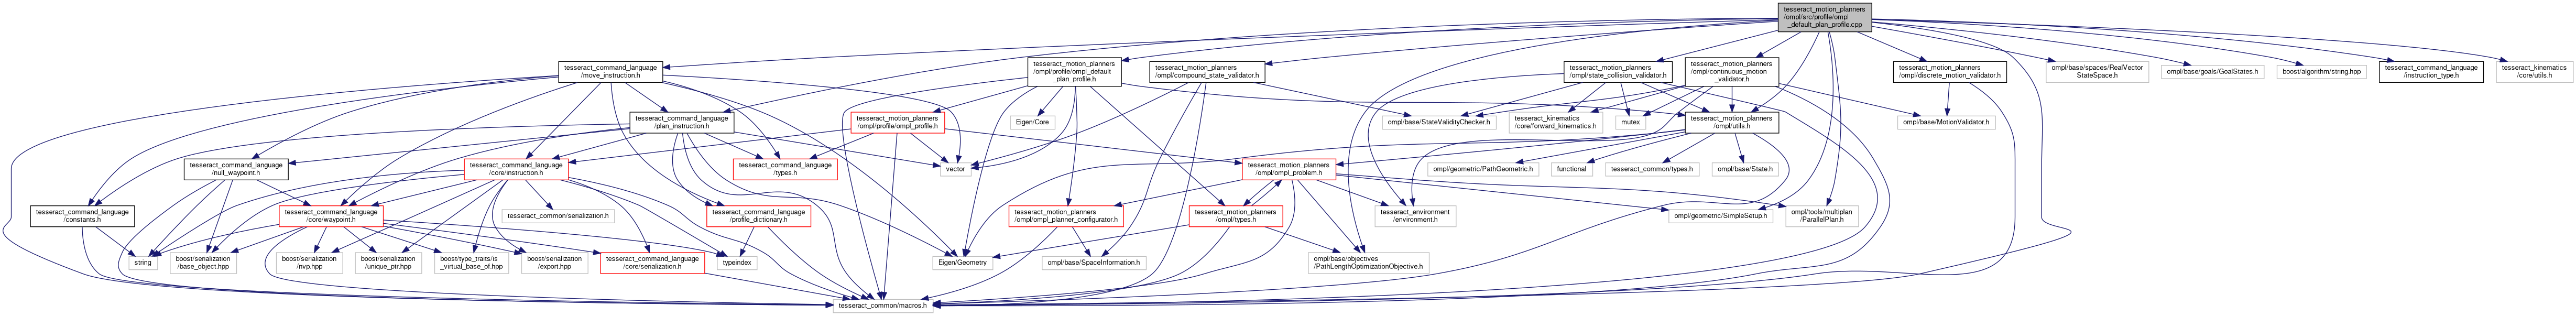 tesseract_motion_planners
/ompl/src/profile/ompl
_default_plan_profile.cpp
tesseract_command_language
/move_instruction.h
tesseract_motion_planners
/ompl/profile/ompl_default
_plan_profile.h
tesseract_motion_planners
/ompl/compound_state_validator.h
tesseract_motion_planners
/ompl/state_collision_validator.h
tesseract_motion_planners
/ompl/continuous_motion
_validator.h
tesseract_motion_planners
/ompl/discrete_motion_validator.h
ompl/base/spaces/RealVector
StateSpace.h
ompl/base/goals/GoalStates.h
boost/algorithm/string.hpp
tesseract_command_language
/instruction_type.h
tesseract_kinematics
/core/utils.h
tesseract_command_language
/plan_instruction.h
tesseract_motion_planners
/ompl/profile/ompl_profile.h
Eigen/Core
ompl/base/StateValidityChecker.h
tesseract_kinematics
/core/forward_kinematics.h
mutex
tesseract_motion_planners
/ompl/utils.h
ompl/base/MotionValidator.h
tesseract_command_language
/null_waypoint.h
tesseract_command_language
/core/instruction.h
tesseract_command_language
/types.h
vector
tesseract_motion_planners
/ompl/ompl_problem.h
ompl/geometric/PathGeometric.h
functional
tesseract_common/types.h
ompl/base/State.h
tesseract_command_language
/constants.h
tesseract_command_language
/core/waypoint.h
tesseract_common/serialization.h
tesseract_command_language
/profile_dictionary.h
tesseract_motion_planners
/ompl/ompl_planner_configurator.h
tesseract_motion_planners
/ompl/types.h
tesseract_environment
/environment.h
ompl/geometric/SimpleSetup.h
ompl/tools/multiplan
/ParallelPlan.h
string
boost/serialization
/base_object.hpp
boost/serialization
/nvp.hpp
boost/serialization
/unique_ptr.hpp
boost/type_traits/is
_virtual_base_of.hpp
boost/serialization
/export.hpp
tesseract_command_language
/core/serialization.h
typeindex
Eigen/Geometry
ompl/base/SpaceInformation.h
ompl/base/objectives
/PathLengthOptimizationObjective.h
tesseract_common/macros.h